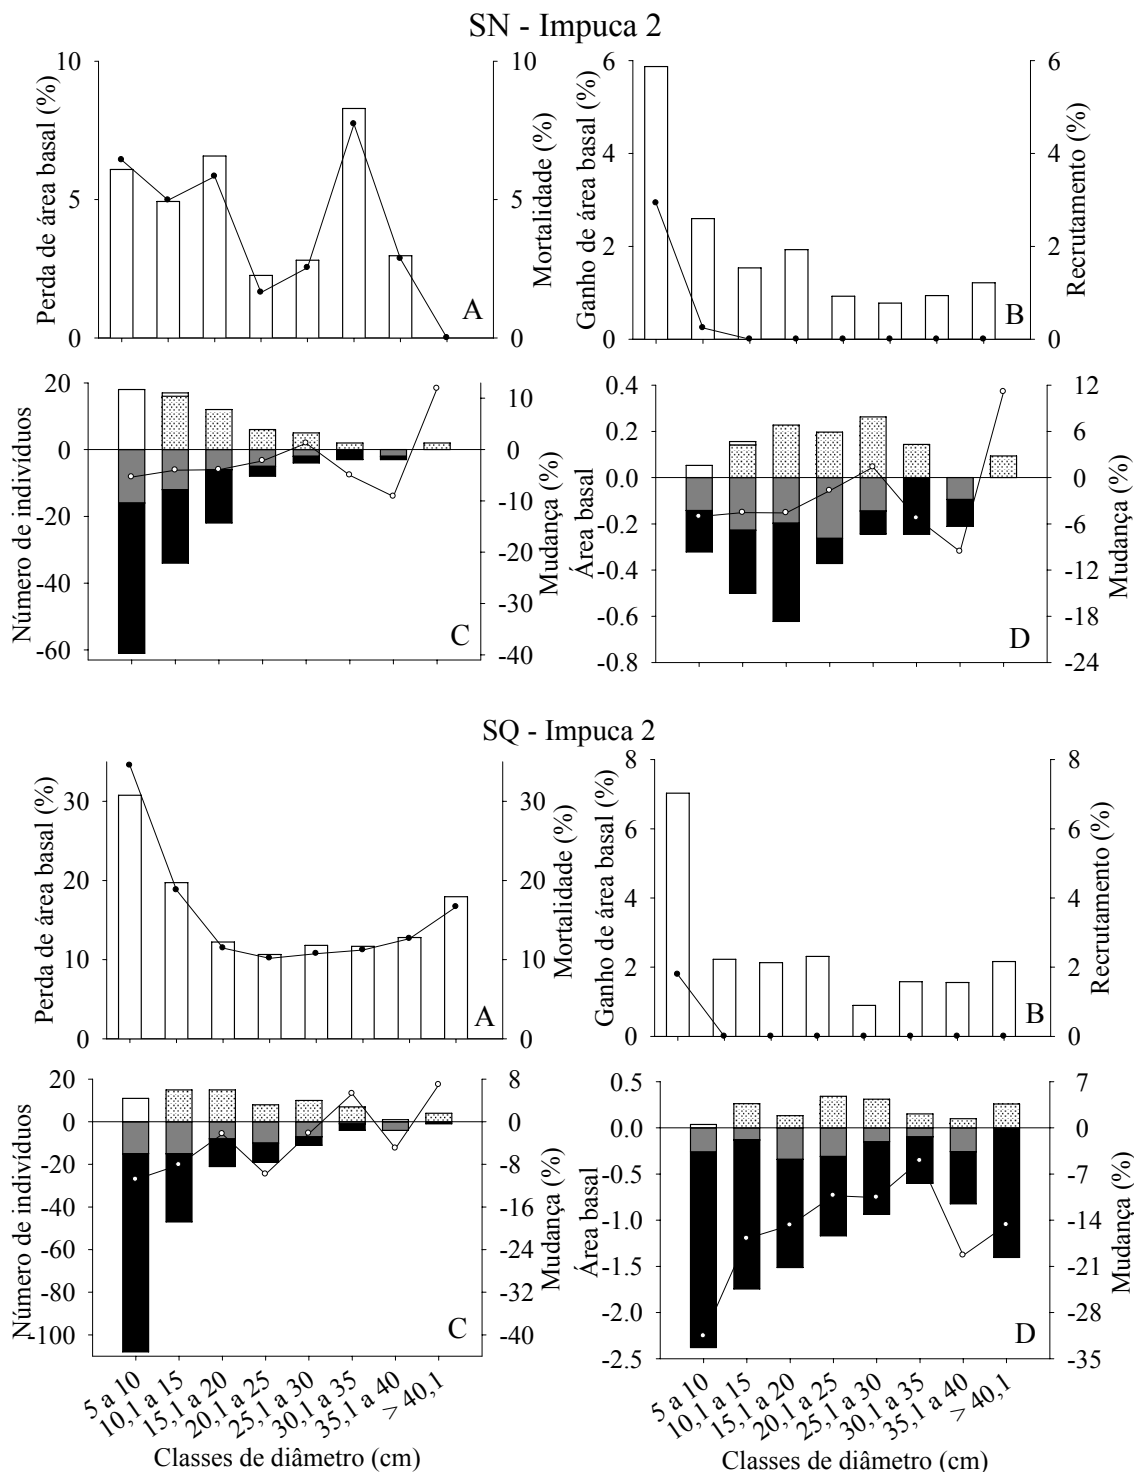 SN - Impuca 2
Perda de área basal (%)
10
5
0
10
5
0
Mortalidade (%)
A
Ganho de área basal (%)
6
4
2
0
6
4
2
0
Recrutamento (%)
B
Número de indivíduos
20
0
-20
-40
-60
10
0
-10
-20
-30
-40
Mudança (%)
C
Área basal
0.4
0.2
0.0
-0.2
-0.4
-0.6
-0.8
12
6
0
-6
-12
-18
-24
Mudança (%)
D
SQ - Impuca 2
Perda de área basal (%)
30
20
10
0
30
20
10
0
Mortalidade (%)
A
Ganho de área basal (%)
8
6
4
2
0
8
6
4
2
0
Recrutamento (%)
B
Número de indivíduos
20
0
-20
-40
-60
-80
-100
8
0
-8
-16
-24
-32
-40
Mudança (%)
C
5 a 10
10,1 a 15
15,1 a 20
20,1 a 25
25,1 a 30
30,1 a 35
35,1 a 40
> 40,1
Classes de diâmetro (cm)
Área basal
0.5
0.0
-0.5
-1.0
-1.5
-2.0
-2.5
7
0
-7
-14
-21
-28
-35
Mudança (%)
D
5 a 10
10,1 a 15
15,1 a 20
20,1 a 25
25,1 a 30
30,1 a 35
35,1 a 40
> 40,1
Classes de diâmetro (cm)